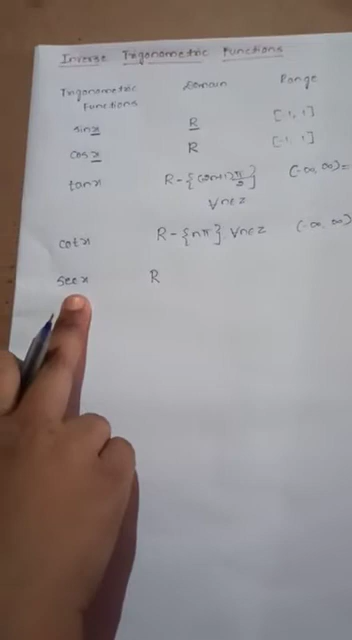 Inverse Trigonometric Functions
Trigonometric Functions Domain Range
sinx R [-1, 1]
cosx R [-1, 1]
tanx R-{(2n+1)π/2} (-∞, ∞)=
∀n∈z
cotx R-{nπ} ∀n∈z (-∞, ∞)
secx R